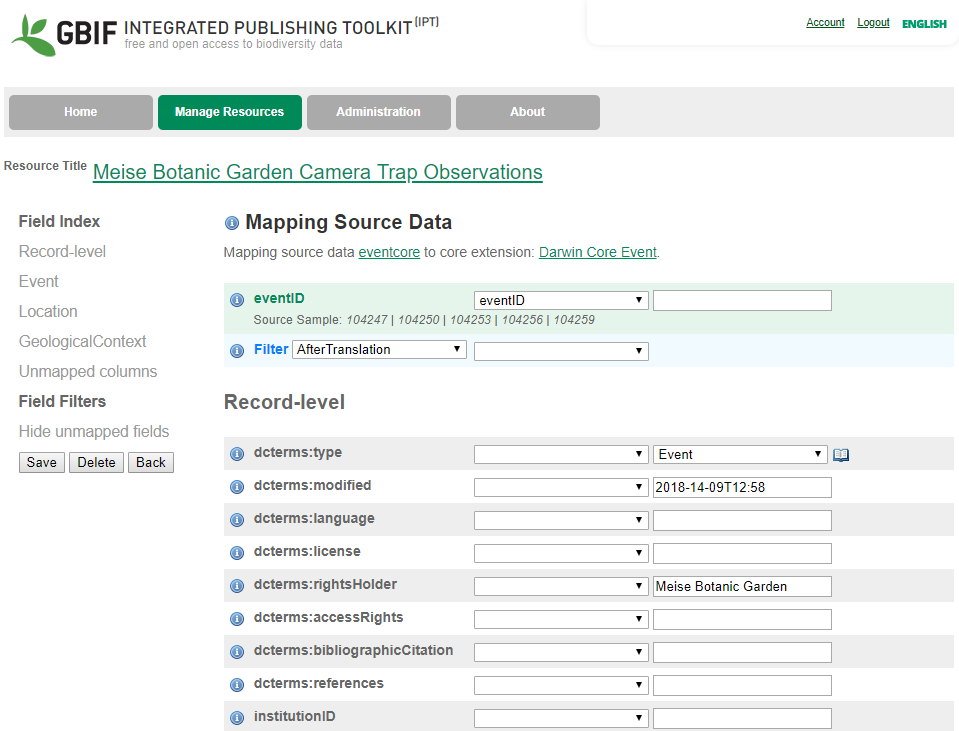 GBIF INTEGRATED PUBLISHING TOOLKIT(IPT)
free and open access to biodiversity data
Account Logout ENGLISH
Home Manage Resources Administration About
Resource Title Meise Botanic Garden Camera Trap Observations
Field Index
Record-level
Event
Location
GeologicalContext
Unmapped columns
Field Filters
Hide unmapped fields
Save Delete Back
Mapping Source Data
Mapping source data eventcore to core extension: Darwin Core Event.
eventID eventID
Source Sample: 104247 | 104250 | 104253 | 104256 | 104259
Filter AfterTranslation
Record-level
dcterms:type Event
dcterms:modified 2018-14-09T12:58
dcterms:language
dcterms:license
dcterms:rightsHolder Meise Botanic Garden
dcterms:accessRights
dcterms:bibliographicCitation
dcterms:references
institutionID